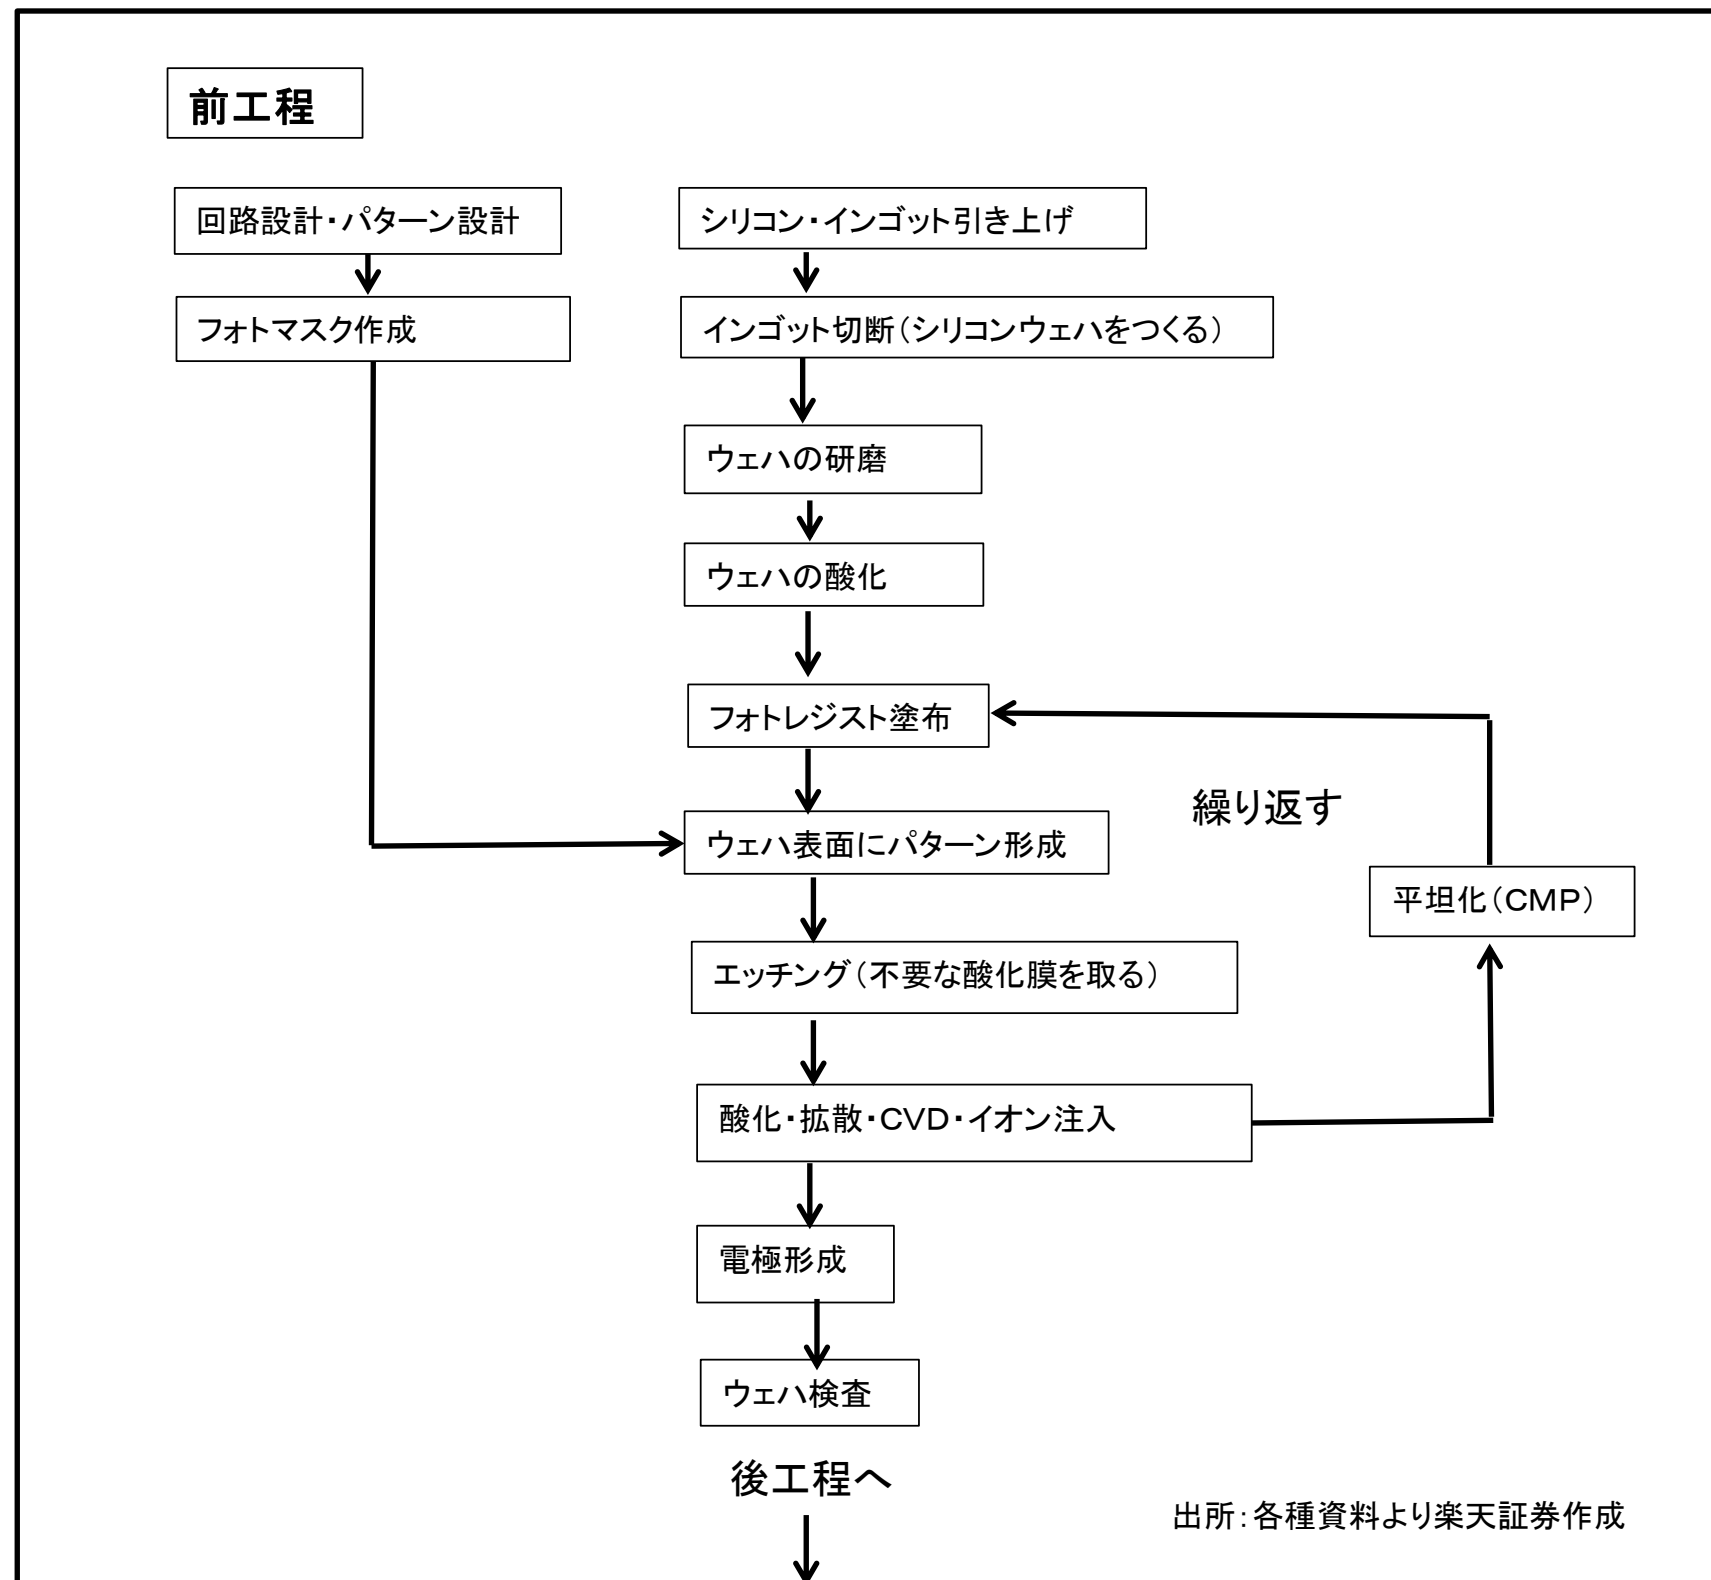 前工程
回路設計・パターン設計
シリコン・インゴット引き上げ
フォトマスク作成
インゴット切断(シリコンウェハをつくる)
ウェハの研磨
ウェハの酸化
フォトレジスト塗布
繰り返す
ウェハ表面にパターン形成
平坦化(CMP)
エッチング(不要な酸化膜を取る)
酸化・拡散・CVD・イオン注入
電極形成
ウェハ検査
後工程へ
出所:各種資料より楽天証券作成